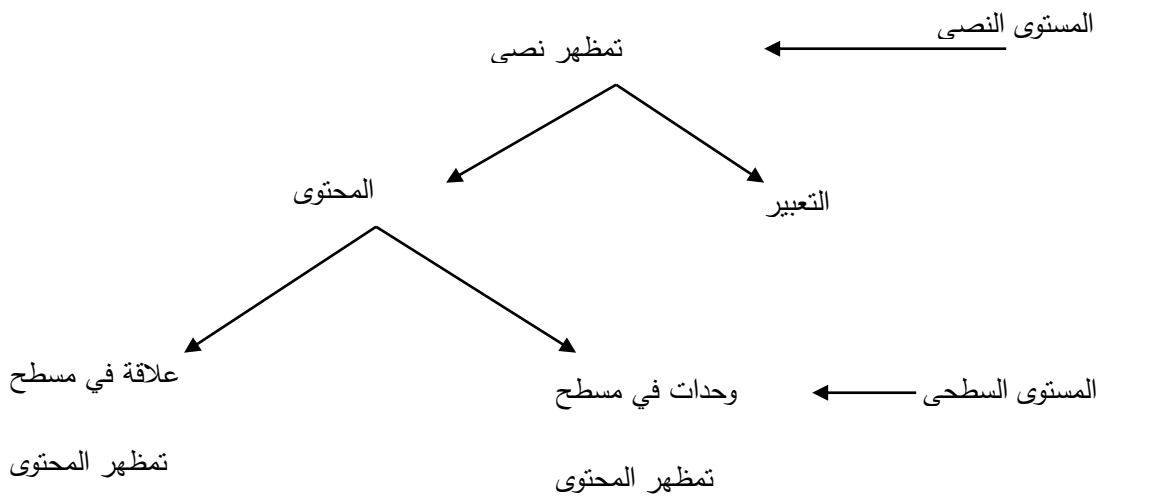 المستوى النصي
تمظهر نصي
التعبير
المحتوى
المستوى السطحي
وحدات في مسطح
تمظهر المحتوى
علاقة في مسطح
تمظهر المحتوى